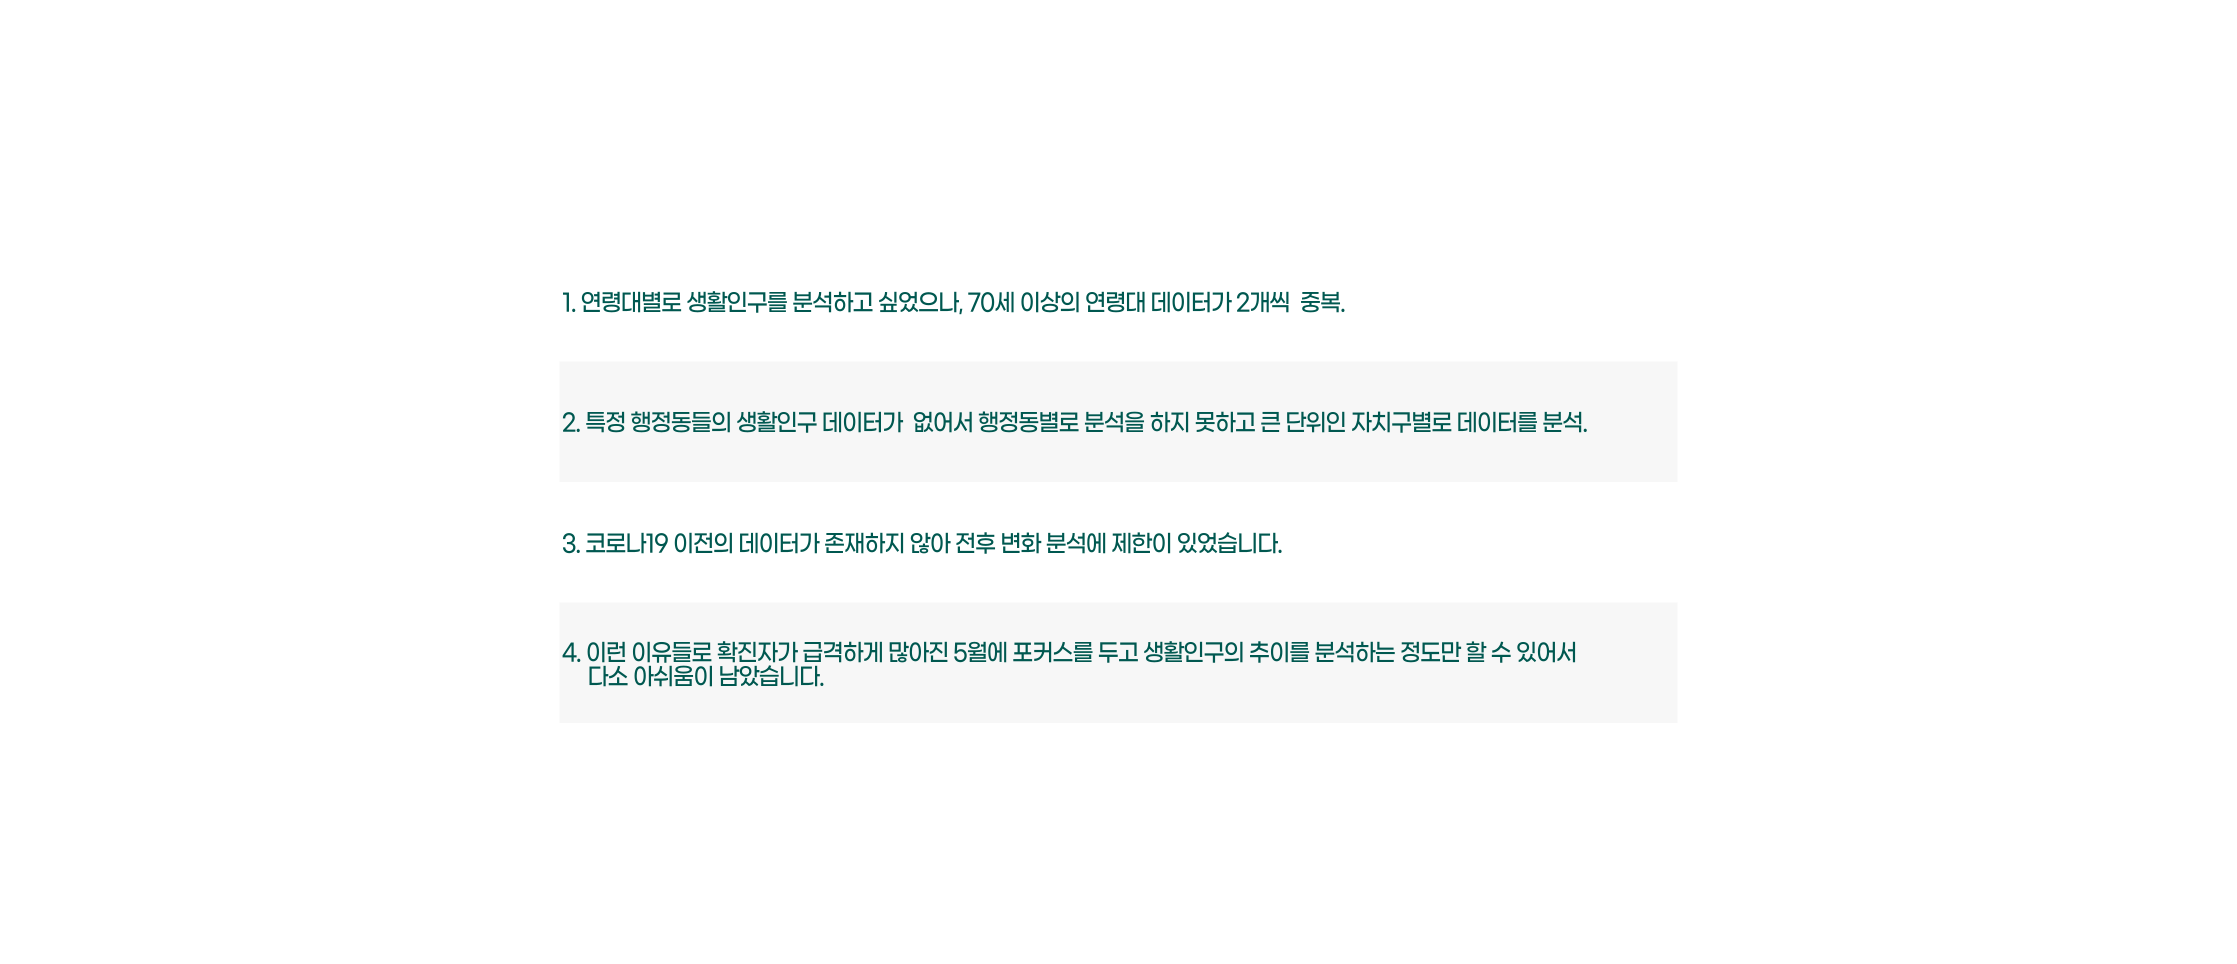 1. 연령대별로 생활인구를 분석하고 싶었으나, 70세 이상의 연령대 데이터가 2개씩  중복.
2. 특정 행정동들의 생활인구 데이터가  없어서 행정동별로 분석을 하지 못하고 큰 단위인 자치구별로 데이터를 분석.
3. 코로나19 이전의 데이터가 존재하지 않아 전후 변화 분석에 제한이 있었습니다.
4. 이런 이유들로 확진자가 급격하게 많아진 5월에 포커스를 두고 생활인구의 추이를 분석하는 정도만 할 수 있어서
다소 아쉬움이 남았습니다.